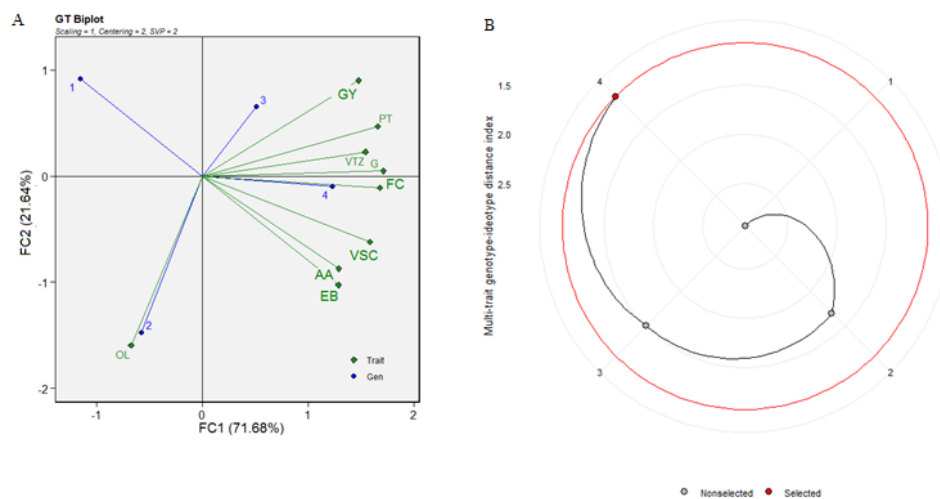 A
GT Biplot
Scaling = 1, Centering = 2, SVP = 2
1
0
-1
-2
FC2 (21.64%)
-1
0
1
2
FC1 (71.68%)
1
3
GY
PT
VTZ
G
FC
4
VSC
AA
EB
2
OL
Trait
Gen
B
Multi-trait genotype-ideotype distance index
1.5
2.0
2.5
4
1
3
2
Nonselected
Selected